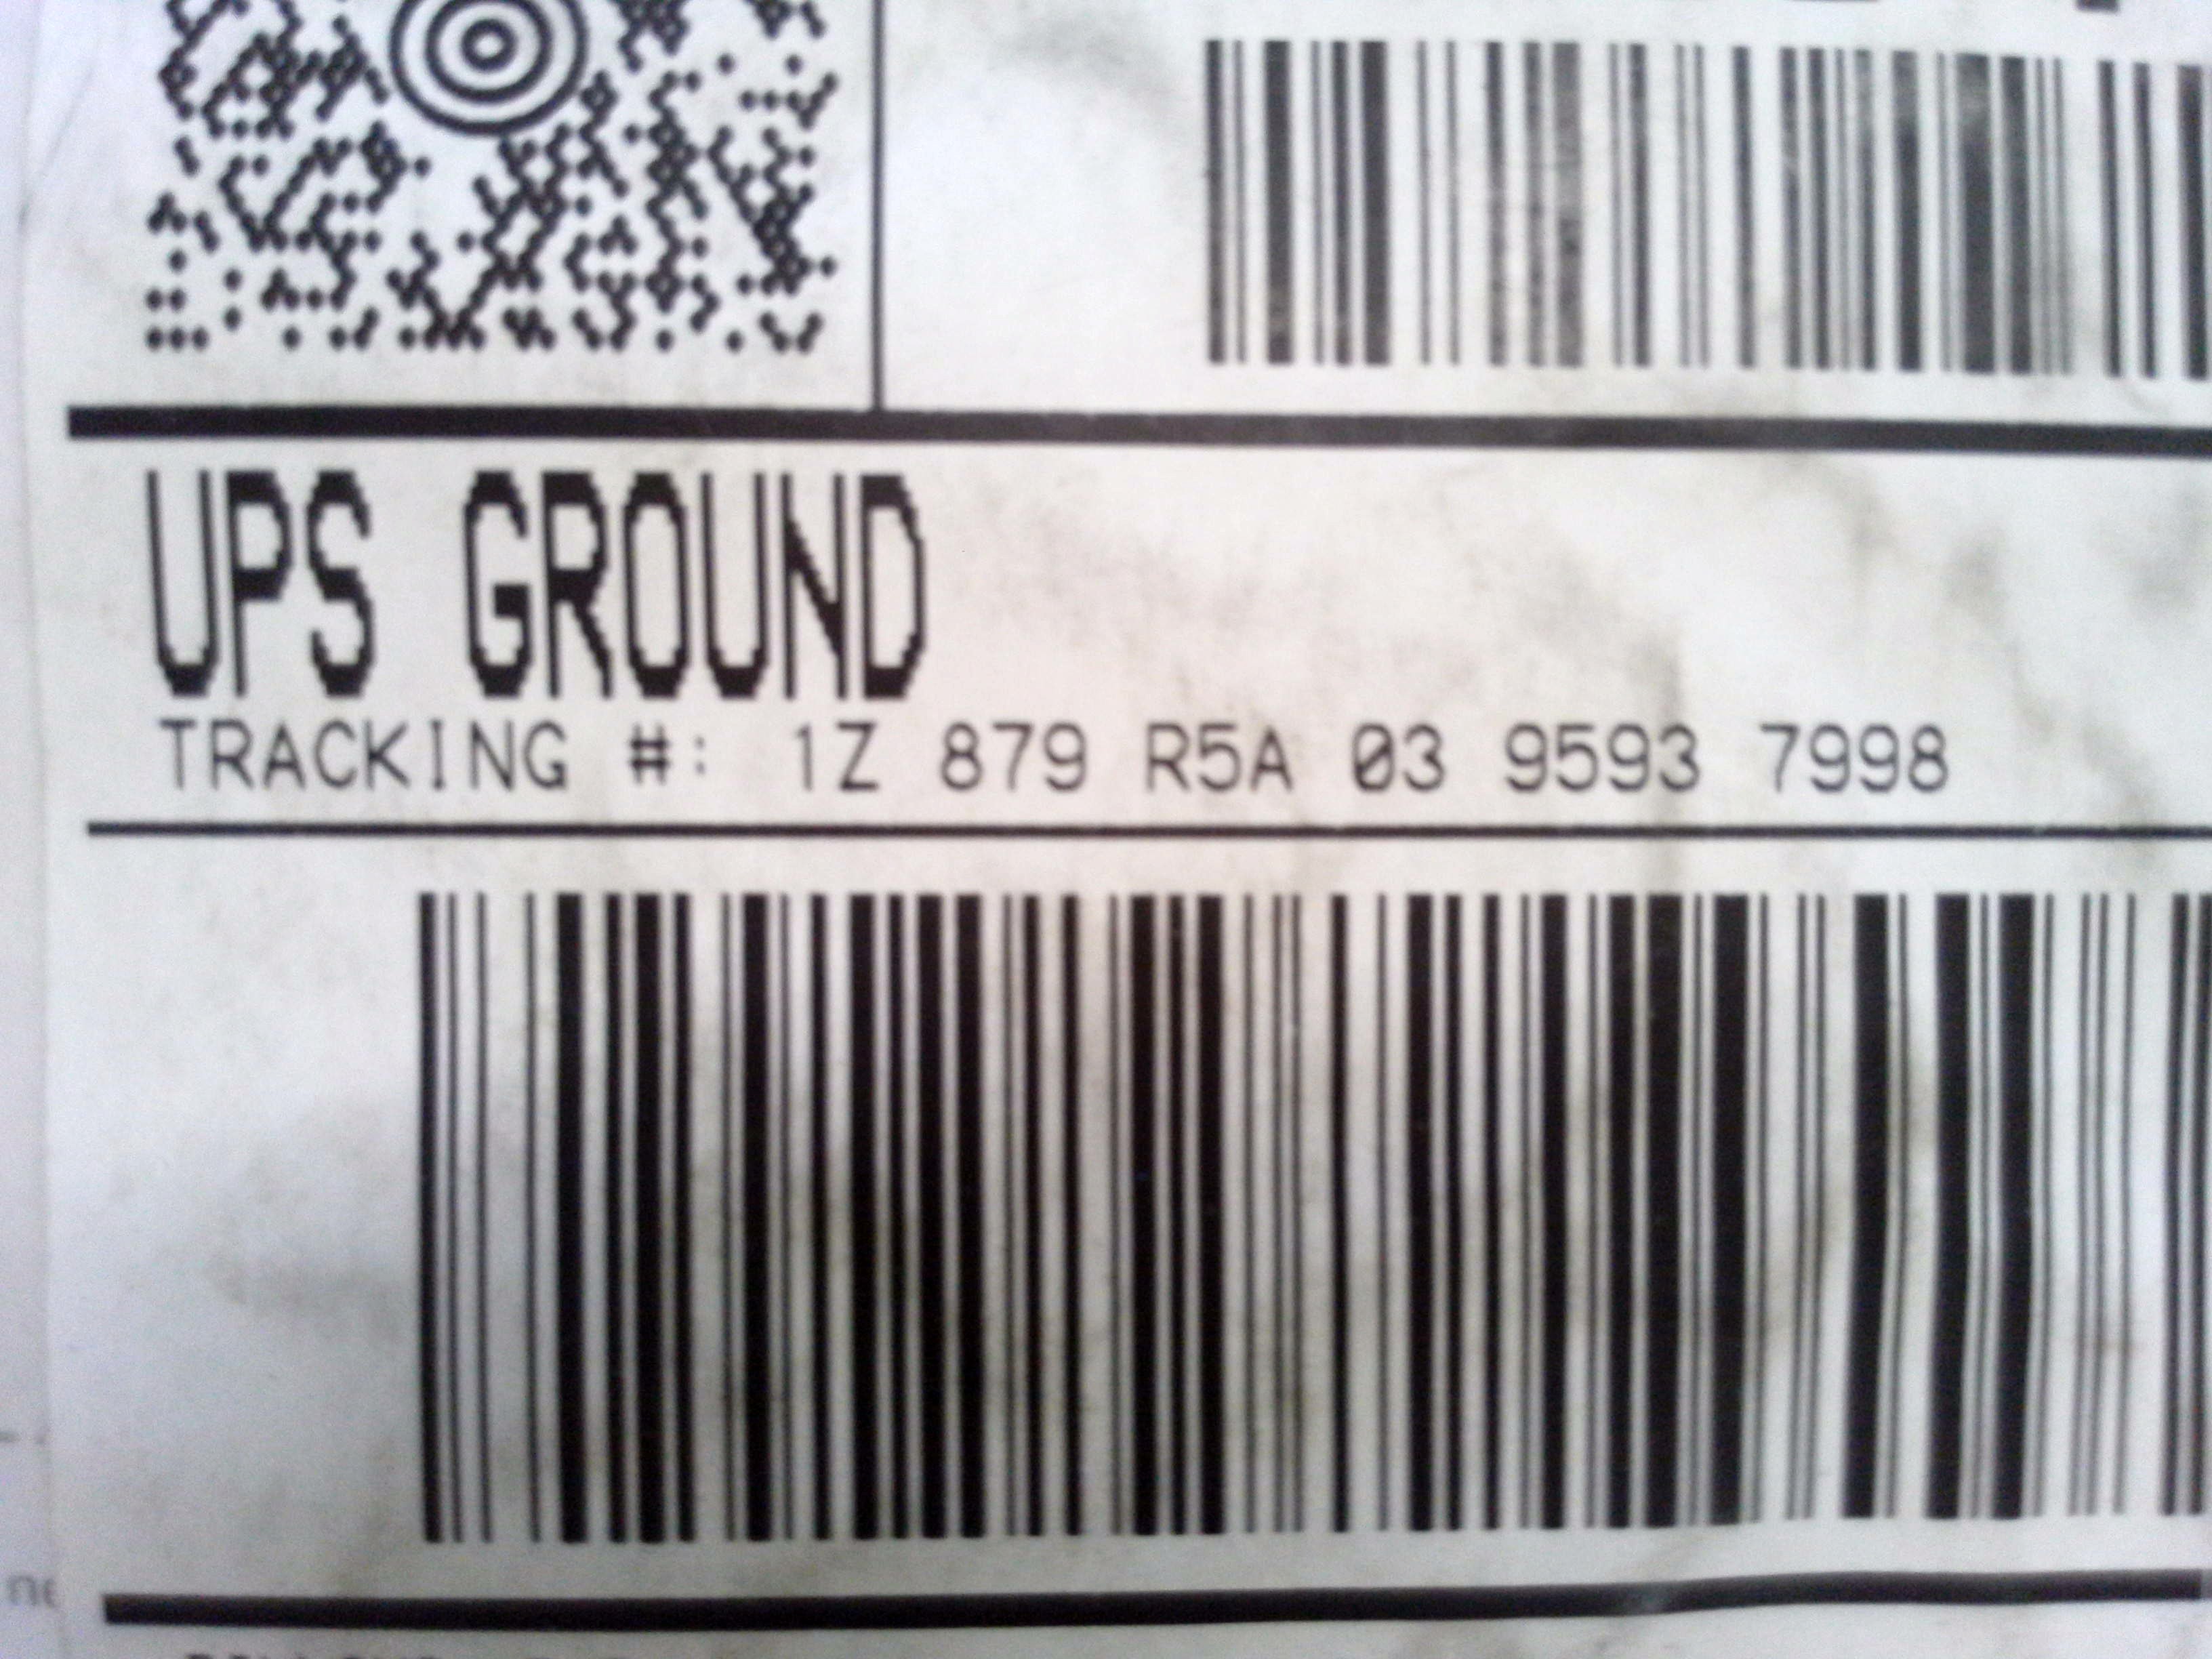 UPS GROUND
TRACKING #: 1Z 879 R5A 03 9593 7998